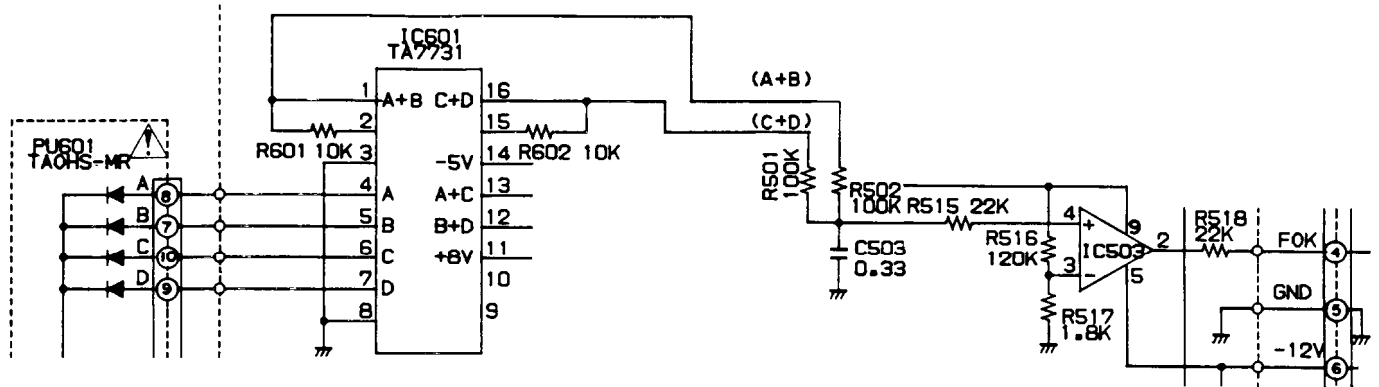 IC601
TA7731
(A+B)
(C+D)
PU601
TAOHS-MR
R601 10K
R602 10K
1
2
3
4
5
6
7
8
A+B C+D
-5V
A A+C
B B+D
C +8V
D
16
15
14
13
12
11
10
9
A
8
B
7
C
10
D
9
R501
100K
R502
100K
R515 22K
C503
0.33
R516
120K
R517
1.8K
4
+
3
-
IC503
9
2
5
R518
22K
FOK
4
GND
5
-12V
6